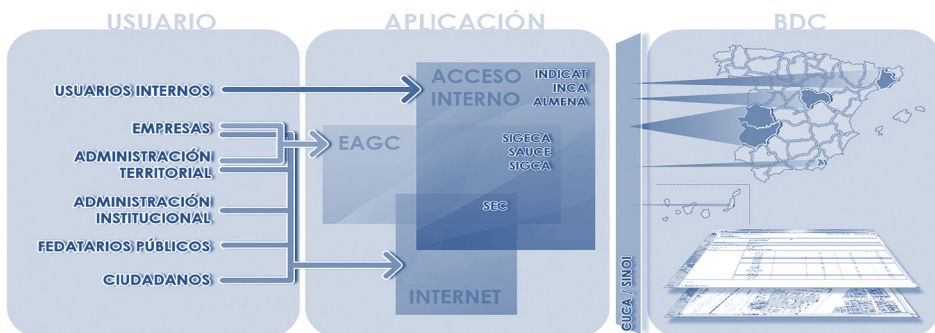 USUARIO
APLICACIÓN
BDC
USUARIOS INTERNOS
EMPRESAS
ADMINISTRACIÓN
TERRITORIAL
ADMINISTRACIÓN
INSTITUCIONAL
FEDATARIOS PÚBLICOS
CIUDADANOS
ACCESO
INTERNO
INDICAT
INCA
ALMENA
EAGC
SIGECA
SAUCE
SIGCA
SEC
INTERNET
CUCA / SINOI